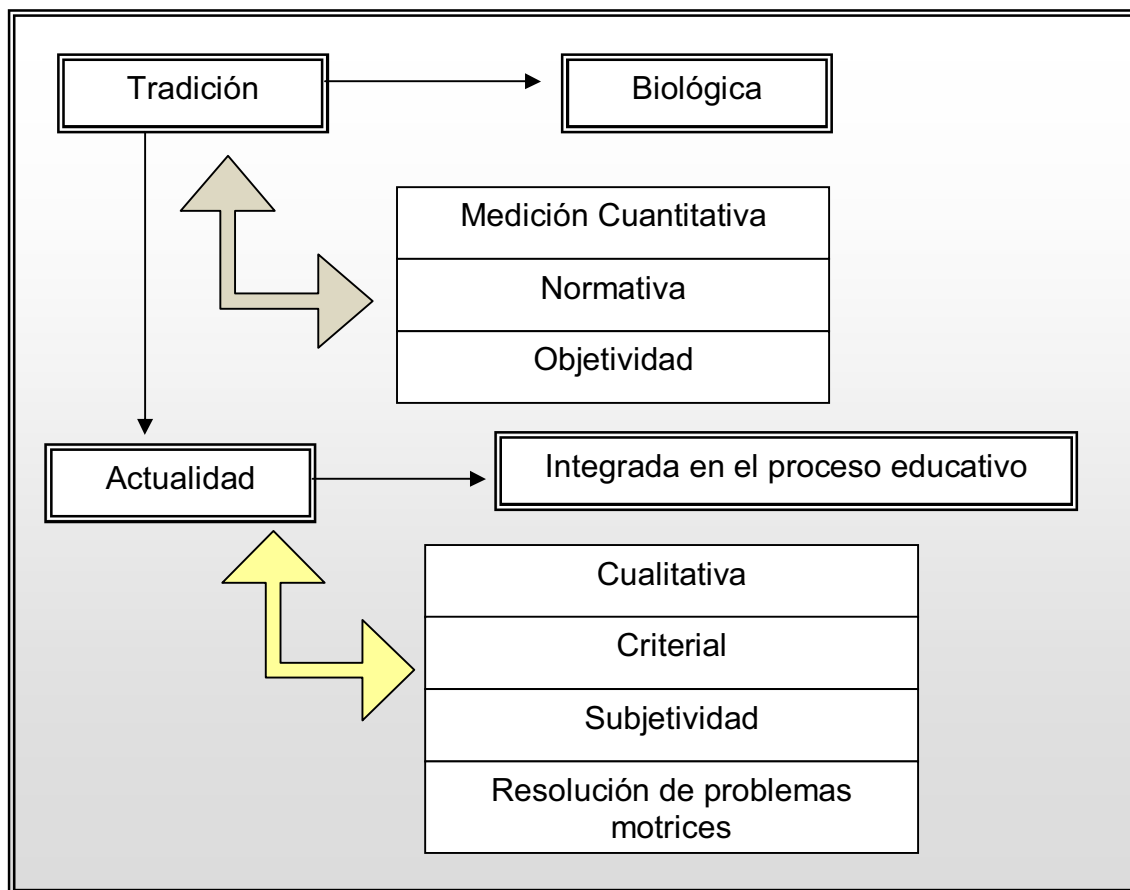 Tradición
Biológica
Medición Cuantitativa
Normativa
Objetividad
Actualidad
Integrada en el proceso educativo
Cualitativa
Criterial
Subjetividad
Resolución de problemas
motrices